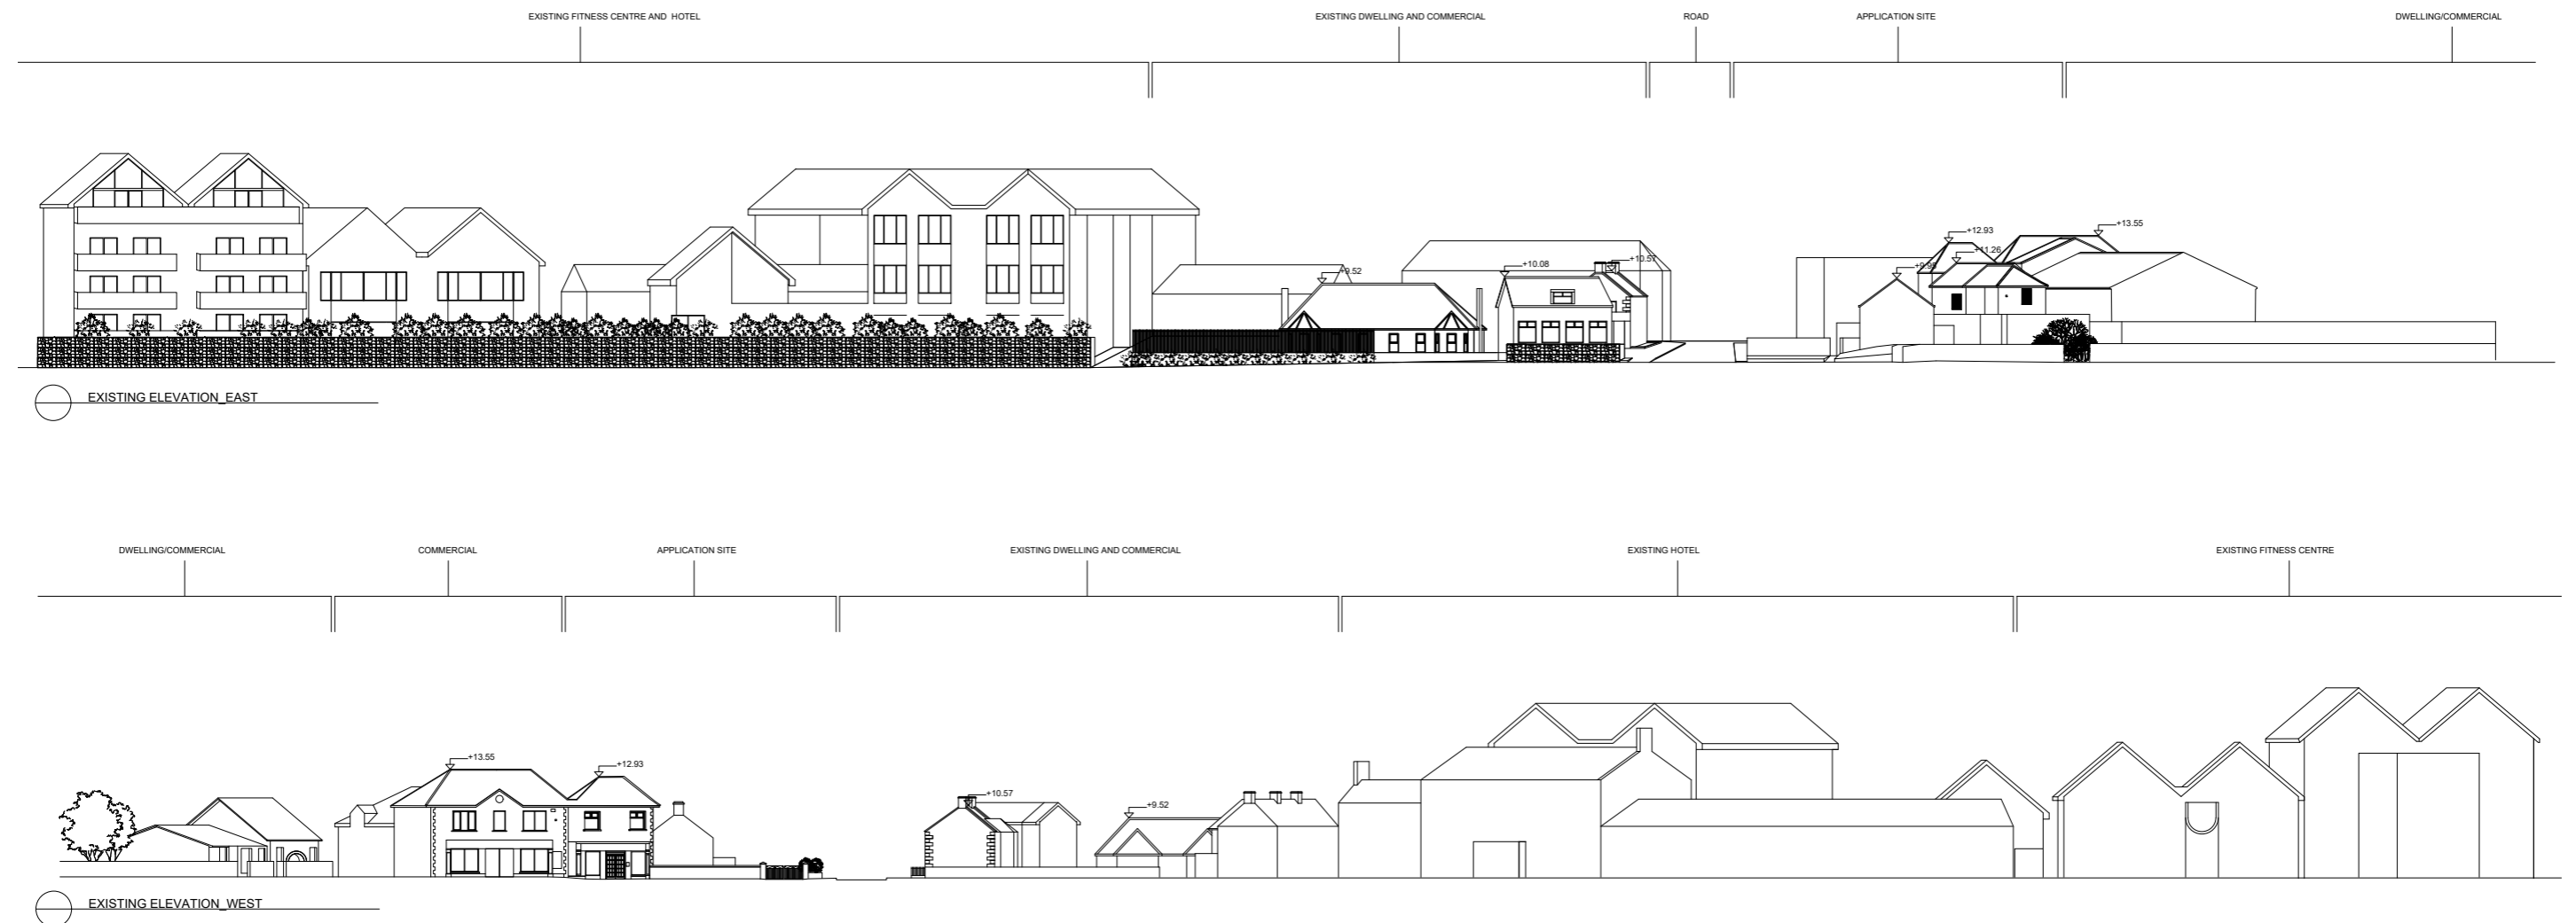 EXISTING FITNESS CENTRE AND HOTEL
EXISTING DWELLING AND COMMERCIAL
ROAD
APPLICATION SITE
DWELLING/COMMERCIAL
+9.52
+10.08
+10.57
+12.93
+11.26
+13.55
EXISTING ELEVATION_EAST
DWELLING/COMMERCIAL
COMMERCIAL
APPLICATION SITE
EXISTING DWELLING AND COMMERCIAL
EXISTING HOTEL
EXISTING FITNESS CENTRE
+13.55
+12.93
+10.57
+9.52
EXISTING ELEVATION_WEST